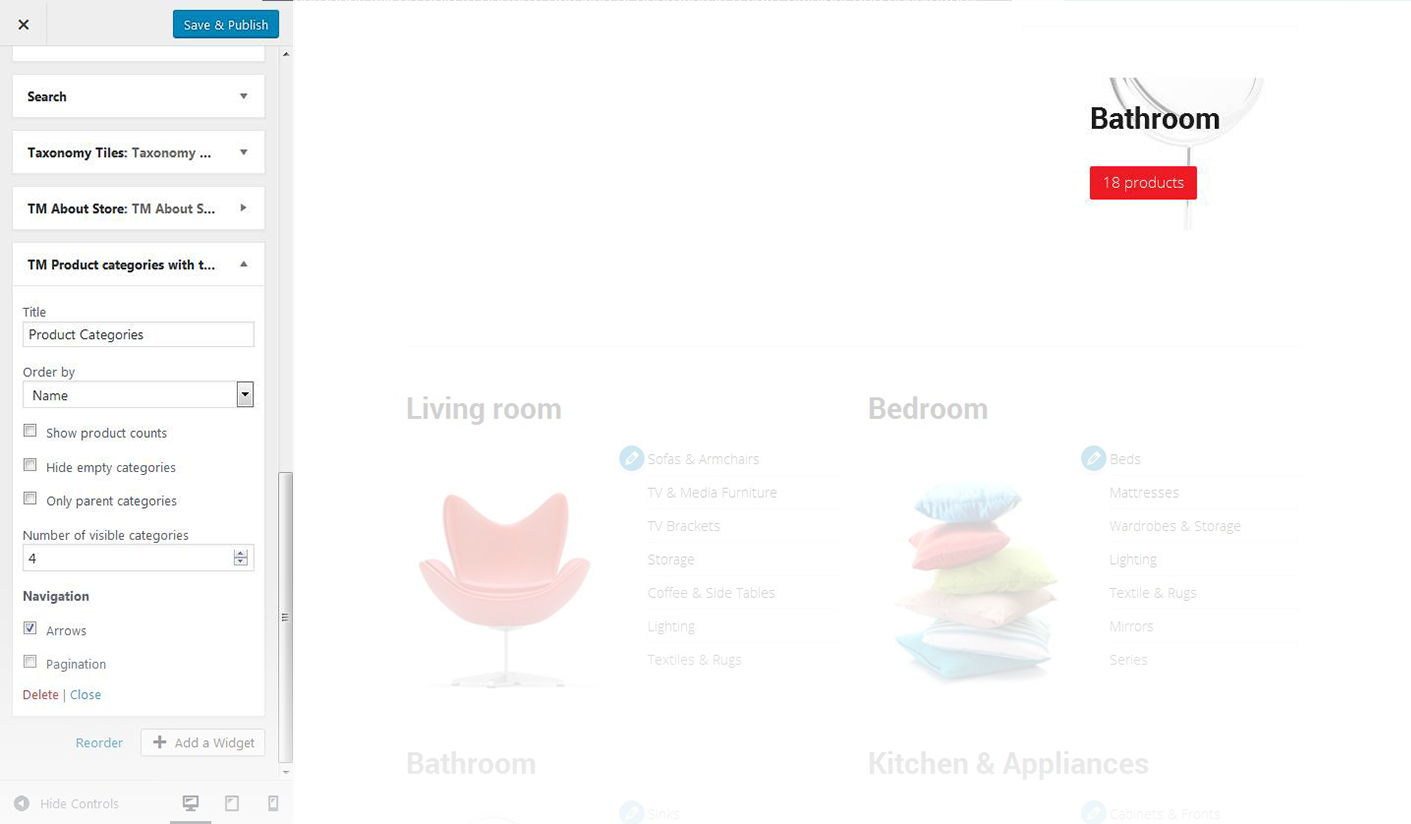 Save & Publish
Search
Taxonomy Tiles: Taxonomy ...
TM About Store: TM About S...
TM Product categories with t...
Title
Product Categories
Order by
Name
Show product counts
Hide empty categories
Only parent categories
Number of visible categories
4
Navigation
Arrows
Pagination
Delete | Close
Reorder
Add a Widget
Hide Controls
Bathroom
18 products
Living room
Sofas & Armchairs
TV & Media Furniture
TV Brackets
Storage
Coffee & Side Tables
Lighting
Textiles & Rugs
Bedroom
Beds
Mattresses
Wardrobes & Storage
Lighting
Textile & Rugs
Mirrors
Series
Bathroom
Sinks
Kitchen & Appliances
Cabinets & Fronts